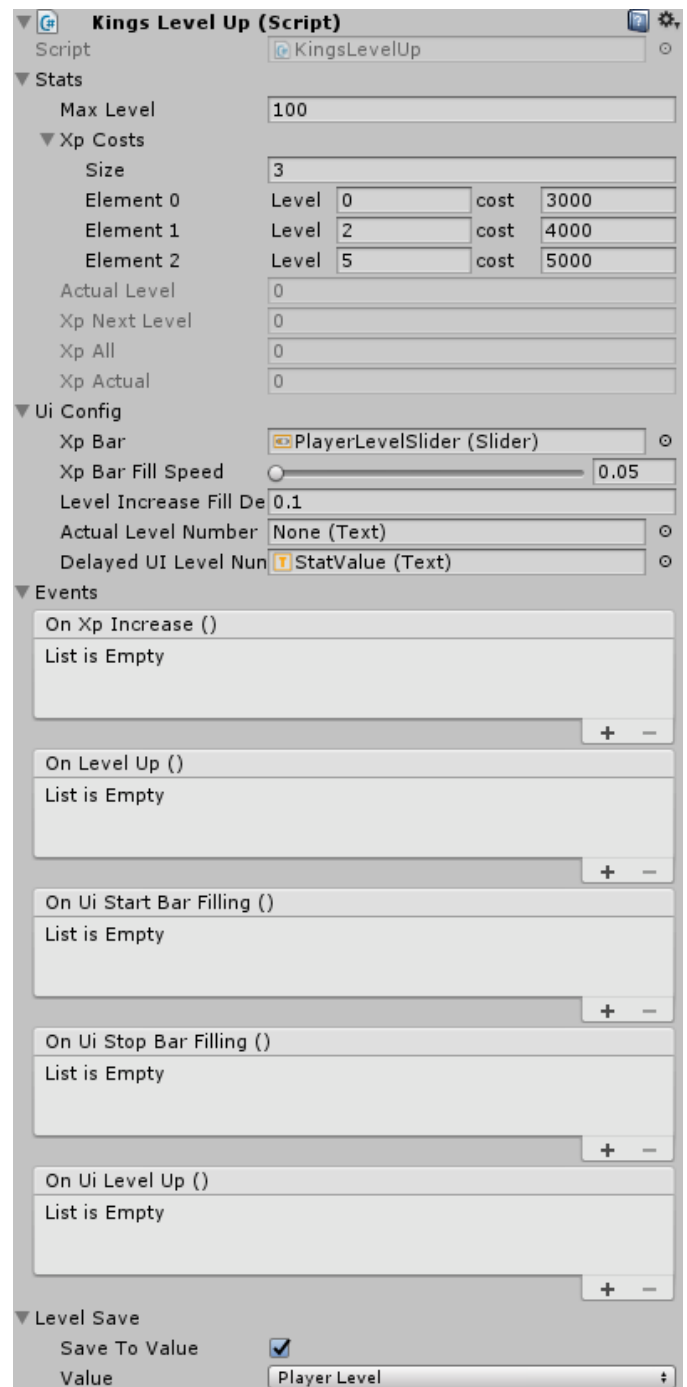 Kings Level Up (Script)
Script KingsLevelUp
Stats
Max Level 100
Xp Costs
Size 3
Element 0 Level 0 cost 3000
Element 1 Level 2 cost 4000
Element 2 Level 5 cost 5000
Actual Level 0
Xp Next Level 0
Xp All 0
Xp Actual 0
Ui Config
Xp Bar PlayerLevelSlider (Slider)
Xp Bar Fill Speed 0.05
Level Increase Fill De 0.1
Actual Level Number None (Text)
Delayed UI Level Nun StatValue (Text)
Events
On Xp Increase ()
List is Empty
+ −
On Level Up ()
List is Empty
+ −
On Ui Start Bar Filling ()
List is Empty
+ −
On Ui Stop Bar Filling ()
List is Empty
+ −
On Ui Level Up ()
List is Empty
+ −
Level Save
Save To Value
Value Player Level